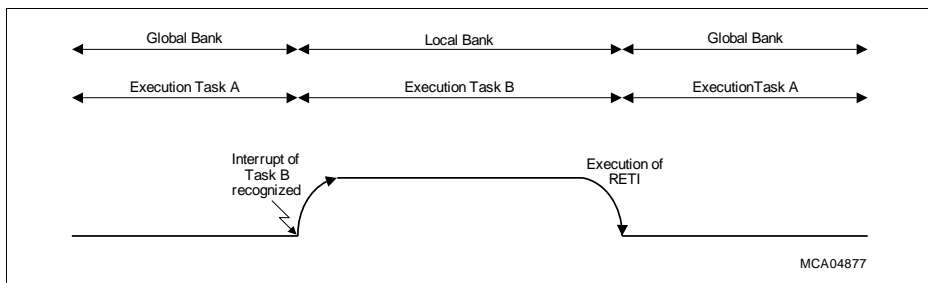 Global Bank
Local Bank
Global Bank
Execution Task A
Execution Task B
ExecutionTask A
Interrupt of
Task B
recognized
Execution of
RETI
MCA04877